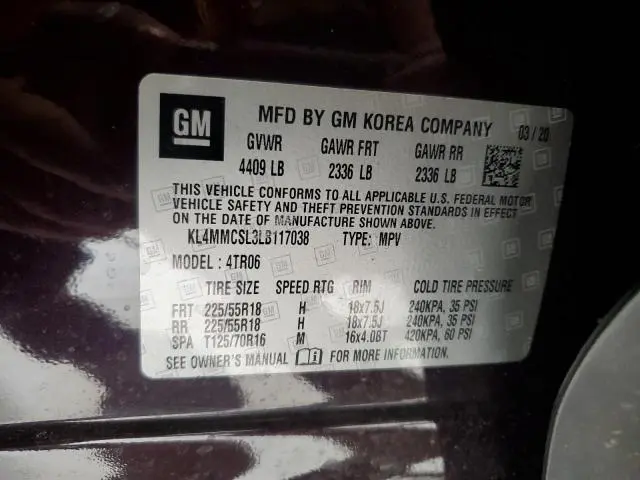 GM
MFD BY GM KOREA COMPANY 03/20
GVWR GAWR FRT GAWR RR
4409 LB 2336 LB 2336 LB
THIS VEHICLE CONFORMS TO ALL APPLICABLE U.S. FEDERAL MOTOR
VEHICLE SAFETY AND THEFT PREVENTION STANDARDS IN EFFECT
ON THE DATE OF MANUFACTURE SHOWN ABOVE.
KL4MMCSL3LB117038 TYPE: MPV
MODEL : 4TR06
TIRE SIZE SPEED RTG RIM COLD TIRE PRESSURE
FRT 225/55R18 H 18x7.5J 240KPA, 35 PSI
RR 225/55R18 H 18x7.5J 240KPA, 35 PSI
SPA T125/70R16 M 16x4.0BT 420KPA, 60 PSI
SEE OWNER'S MANUAL FOR MORE INFORMATION.